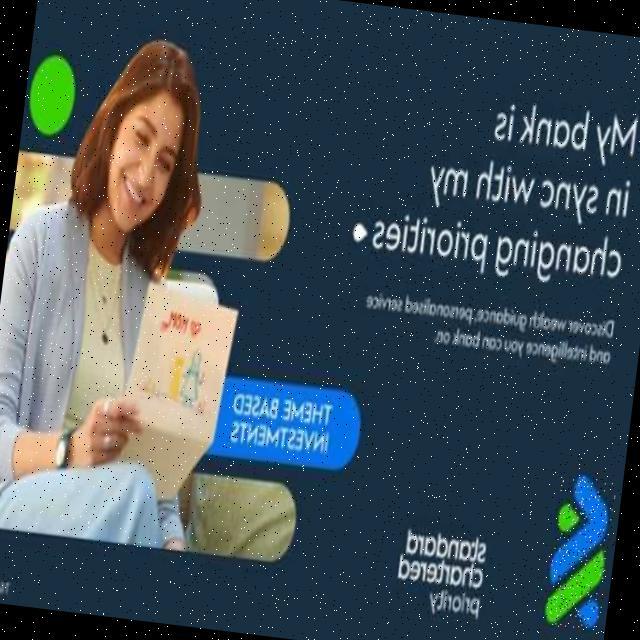 My bank is
in sync with my
changing priorities
Discover wealth guidance, personalised service
and intelligence you can bank on.
THEME BASED
INVESTMENTS
standard
chartered
priority